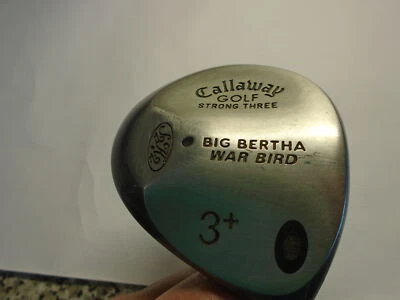 Callaway
GOLF
STRONG THREE
BIG BERTHA
WAR BIRD
3+